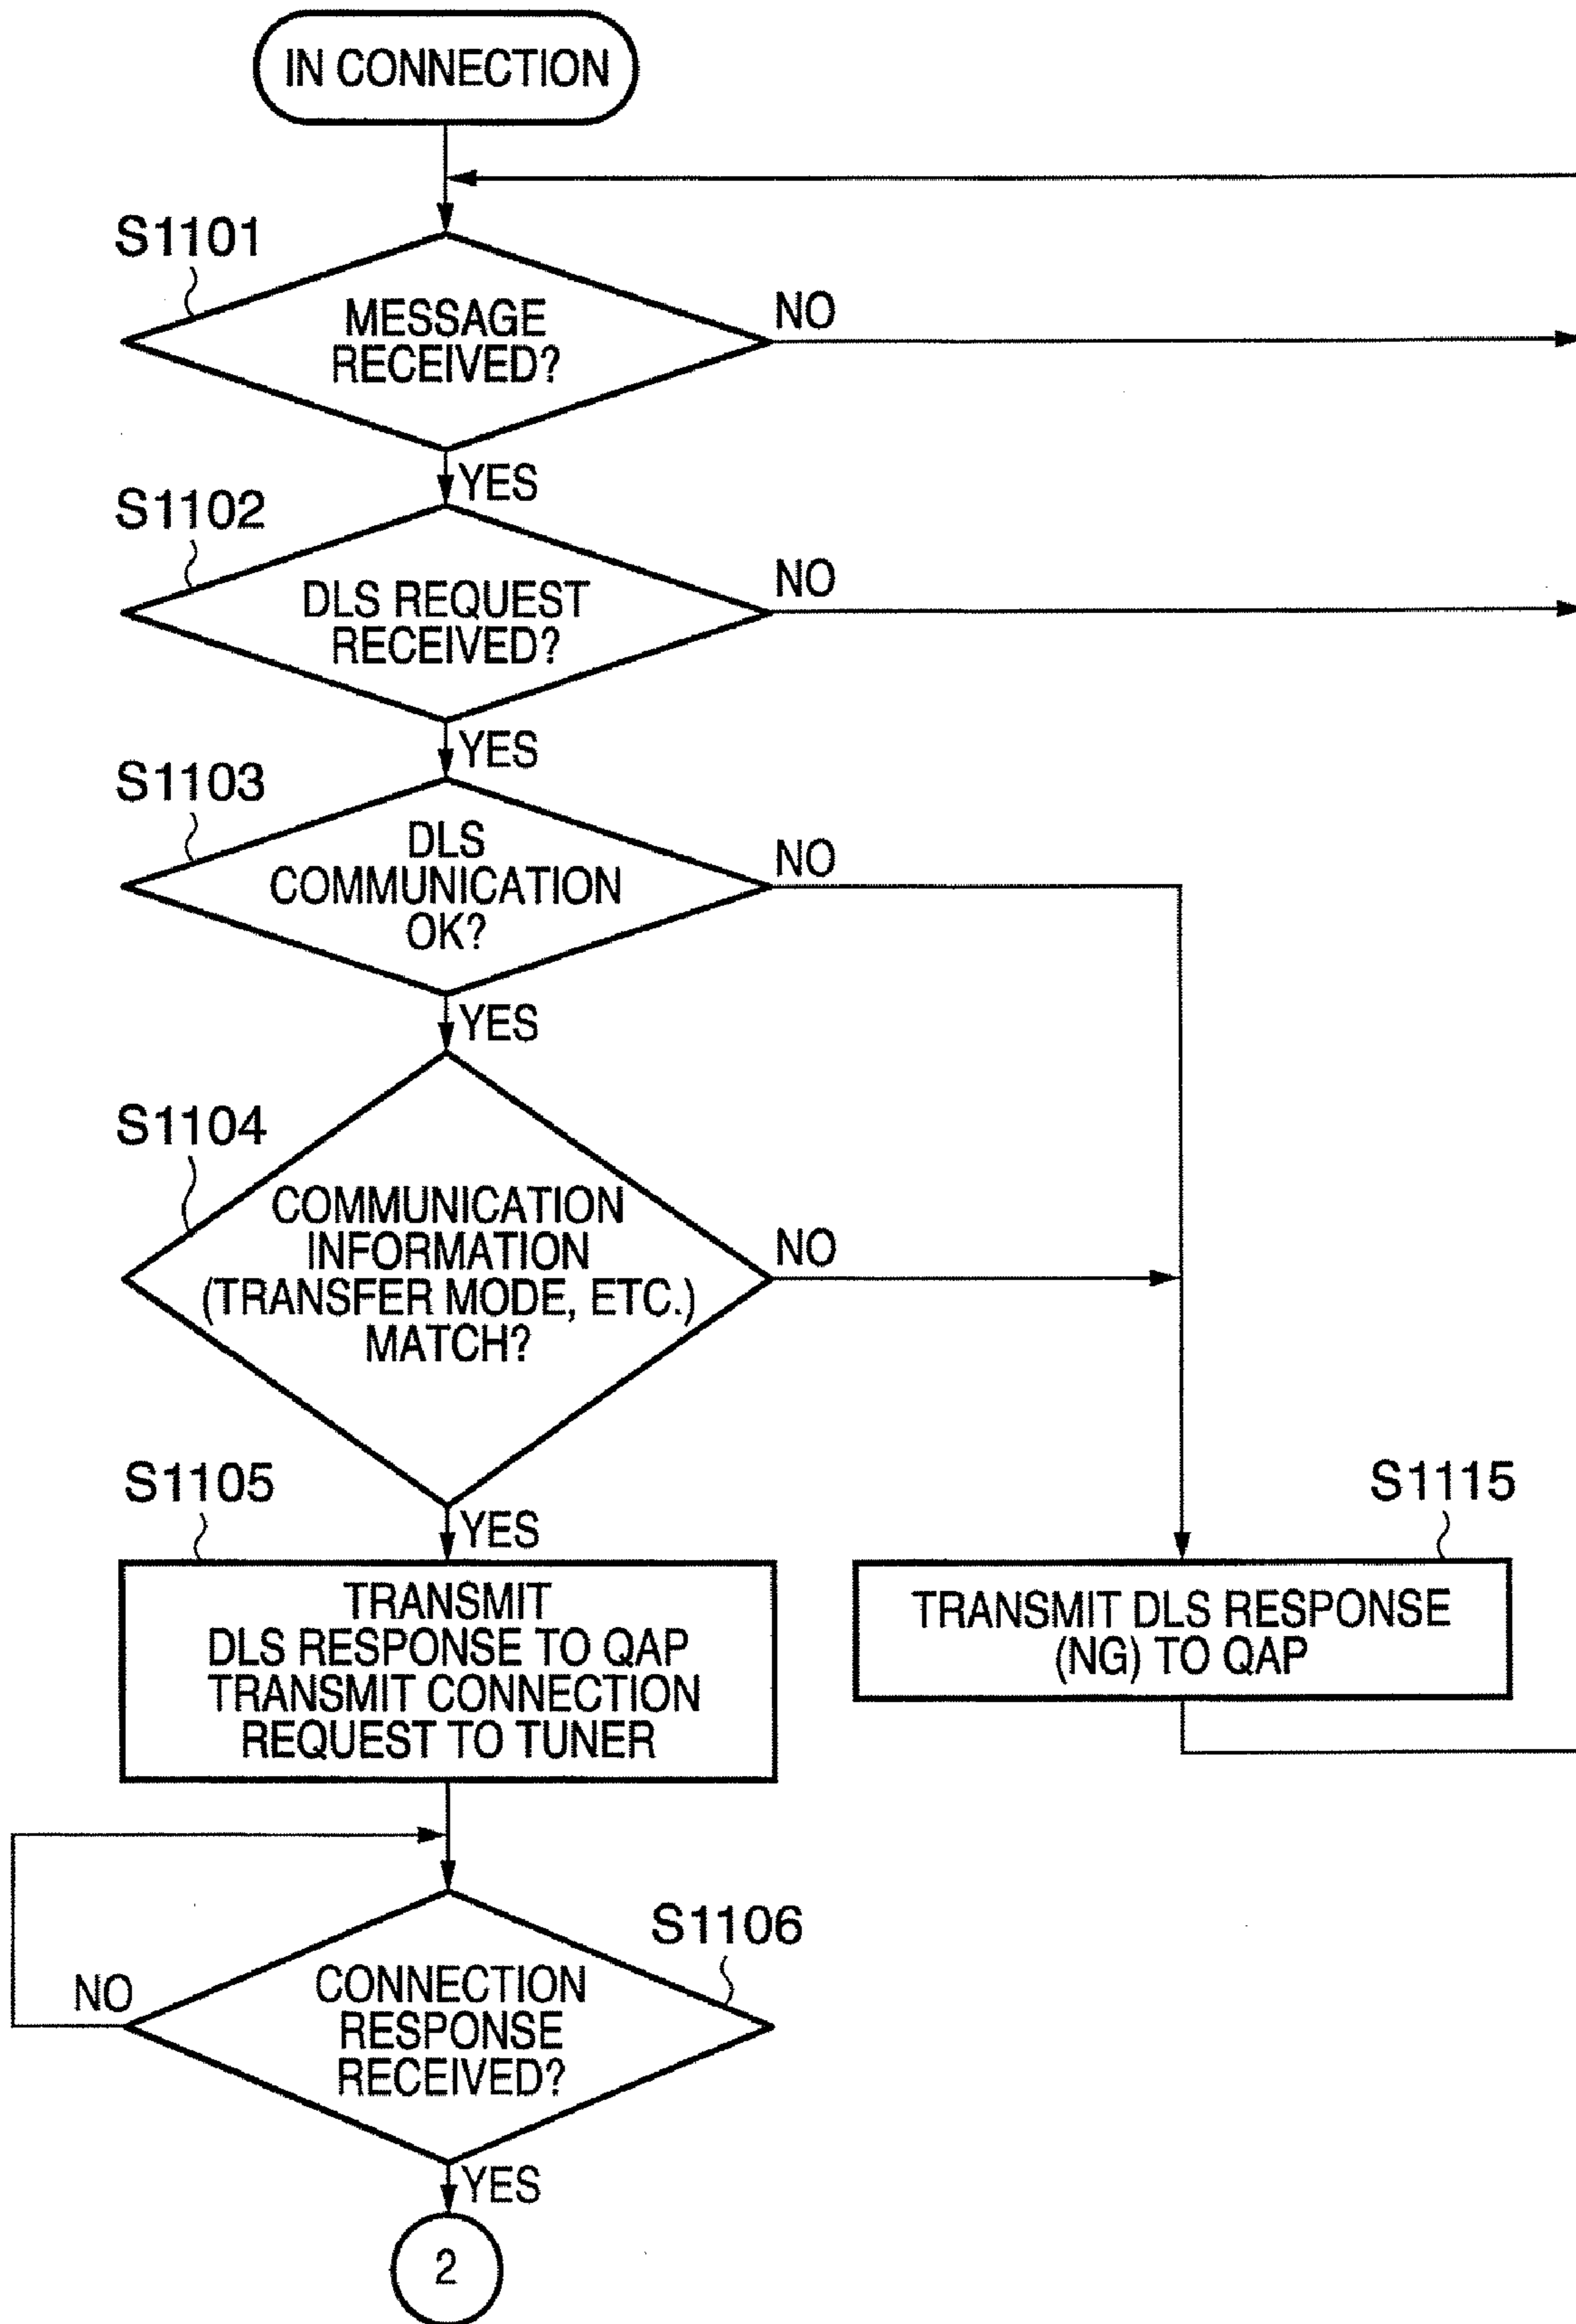 IN CONNECTION
S1101
MESSAGE
RECEIVED?
NO
YES
S1102
DLS REQUEST
RECEIVED?
NO
YES
S1103
DLS
COMMUNICATION
OK?
NO
YES
S1104
COMMUNICATION
INFORMATION
(TRANSFER MODE, ETC.)
MATCH?
NO
YES
S1105
TRANSMIT
DLS RESPONSE TO QAP
TRANSMIT CONNECTION
REQUEST TO TUNER
S1115
TRANSMIT DLS RESPONSE
(NG) TO QAP
S1106
CONNECTION
RESPONSE
RECEIVED?
NO
YES
2